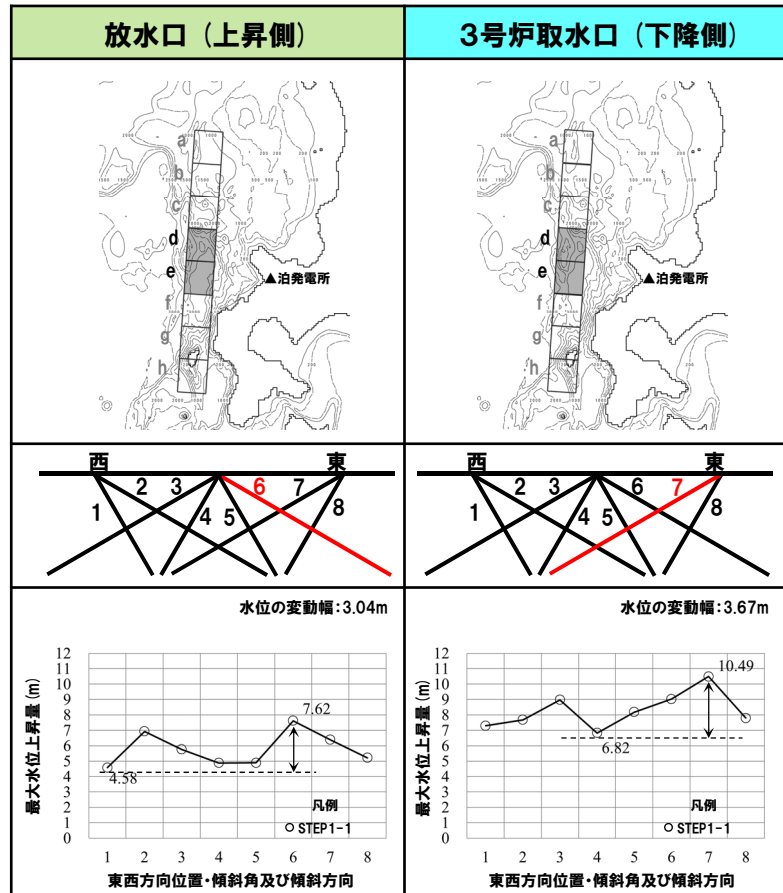 放水口（上昇側）
3号炉取水口（下降側）
a
b
c
d
e
f
g
h
▲泊発電所
a
b
c
d
e
f
g
h
▲泊発電所
西 東
1 2 3 4 5 6 7 8
西 東
1 2 3 4 5 6 7 8
水位の変動幅：3.04m
最大水位上昇量（m）
12
11
10
9
8
7
6
5
4
3
2
1
0
7.62
4.58
凡例
○STEP1-1
1 2 3 4 5 6 7 8
東西方向位置・傾斜角及び傾斜方向
水位の変動幅：3.67m
最大水位上昇量（m）
12
11
10
9
8
7
6
5
4
3
2
1
0
10.49
6.82
凡例
○STEP1-1
1 2 3 4 5 6 7 8
東西方向位置・傾斜角及び傾斜方向